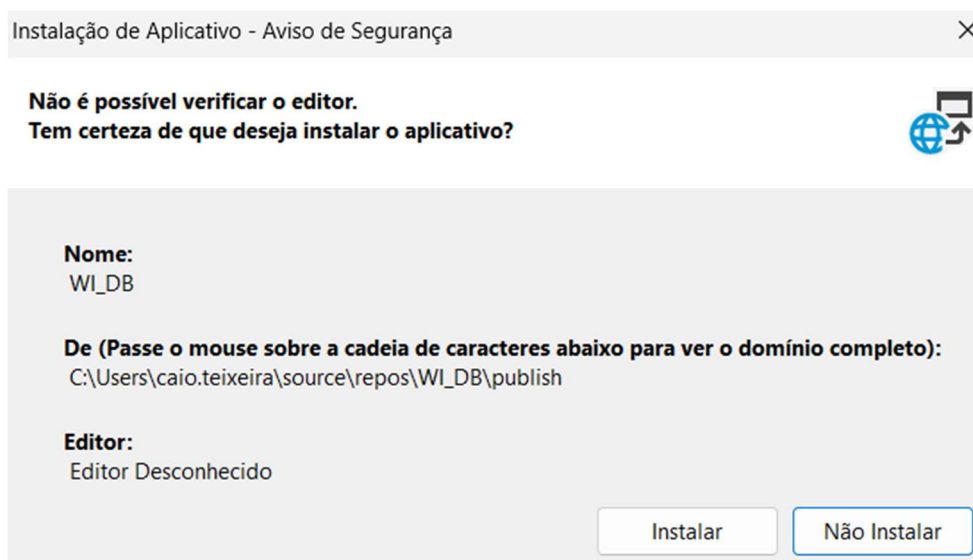 Instalação de Aplicativo - Aviso de Segurança
Não é possível verificar o editor.
Tem certeza de que deseja instalar o aplicativo?
Nome:
WI_DB
De (Passe o mouse sobre a cadeia de caracteres abaixo para ver o domínio completo):
C:\Users\caio.teixeira\source\repos\WI_DB\publish
Editor:
Editor Desconhecido
Instalar
Não Instalar